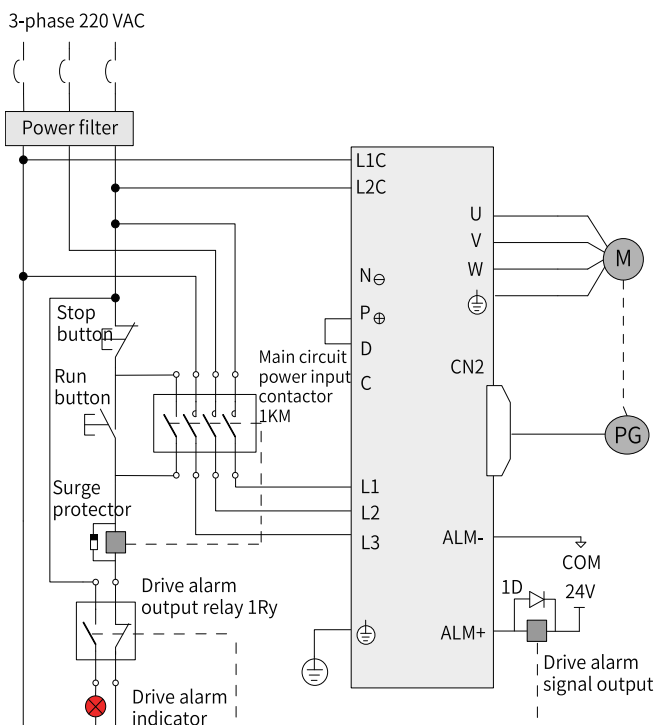 3-phase 220 VAC
Power filter
L1C
L2C
U
V
W
M
N⊖
P⊕
D
C
CN2
PG
Stop
button
Run
button
Main circuit
power input
contactor
1KM
Surge
protector
L1
L2
L3
ALM-
COM
1D
24V
ALM+
Drive alarm
output relay 1Ry
Drive alarm
signal output
Drive alarm
indicator